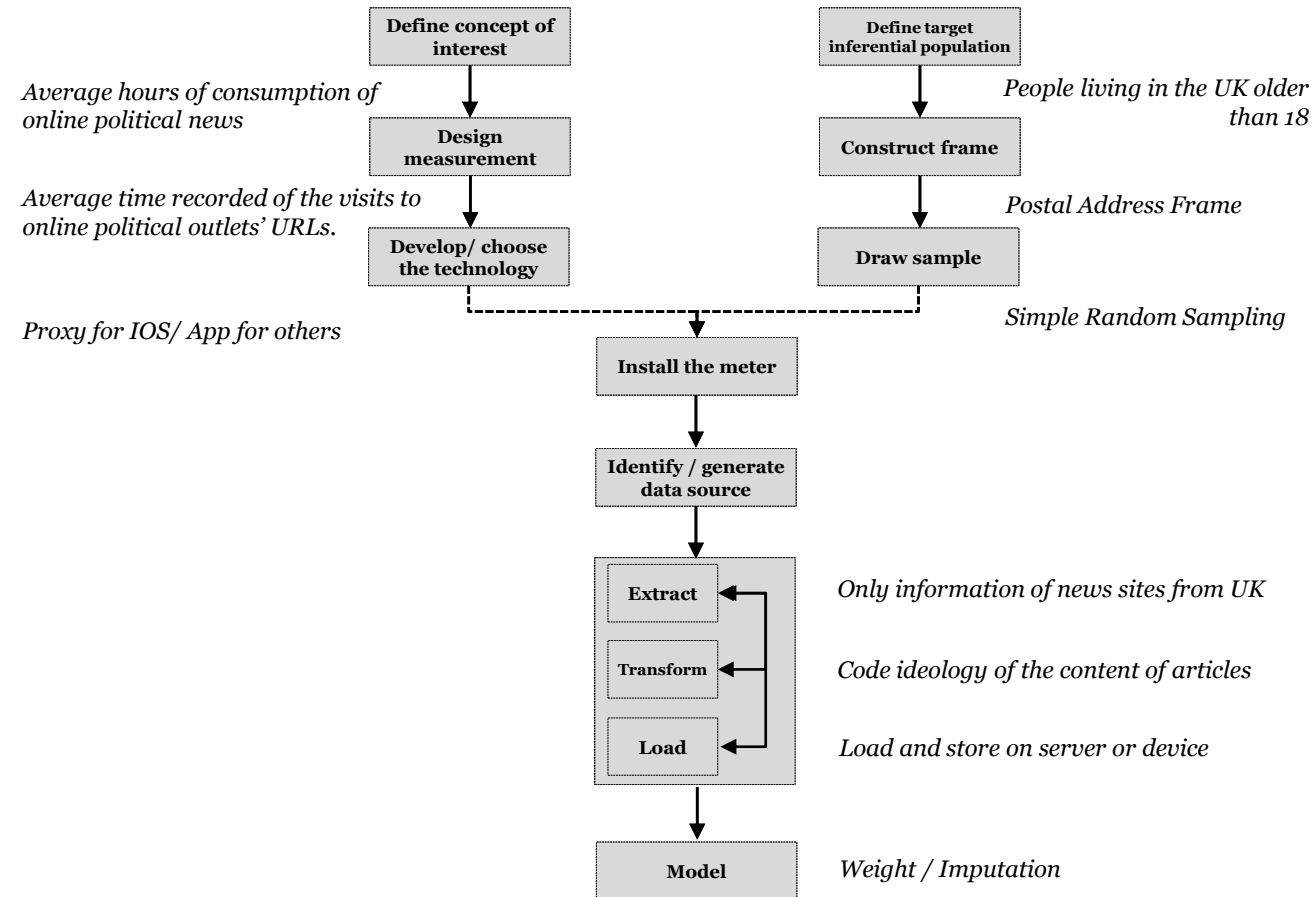 Define concept of
interest
Define target
inferential population
Average hours of consumption of
online political news
People living in the UK older
than 18
Design
measurement
Construct frame
Average time recorded of the visits to
online political outlets’ URLs.
Postal Address Frame
Develop/ choose
the technology
Draw sample
Proxy for IOS/ App for others
Simple Random Sampling
Install the meter
Identify / generate
data source
Extract
Only information of news sites from UK
Transform
Code ideology of the content of articles
Load
Load and store on server or device
Model
Weight / Imputation